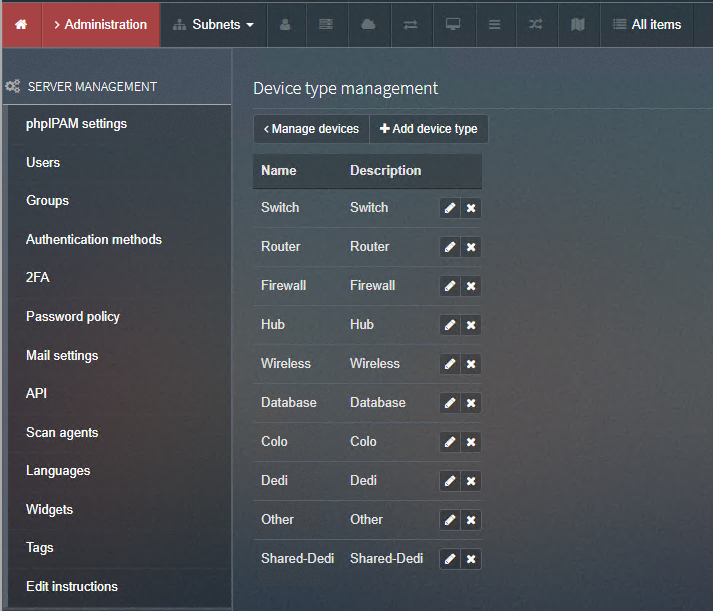 Administration Subnets All items
SERVER MANAGEMENT
phpIPAM settings
Users
Groups
Authentication methods
2FA
Password policy
Mail settings
API
Scan agents
Languages
Widgets
Tags
Edit instructions
Device type management
Manage devices Add device type
Name Description
Switch Switch
Router Router
Firewall Firewall
Hub Hub
Wireless Wireless
Database Database
Colo Colo
Dedi Dedi
Other Other
Shared-Dedi Shared-Dedi